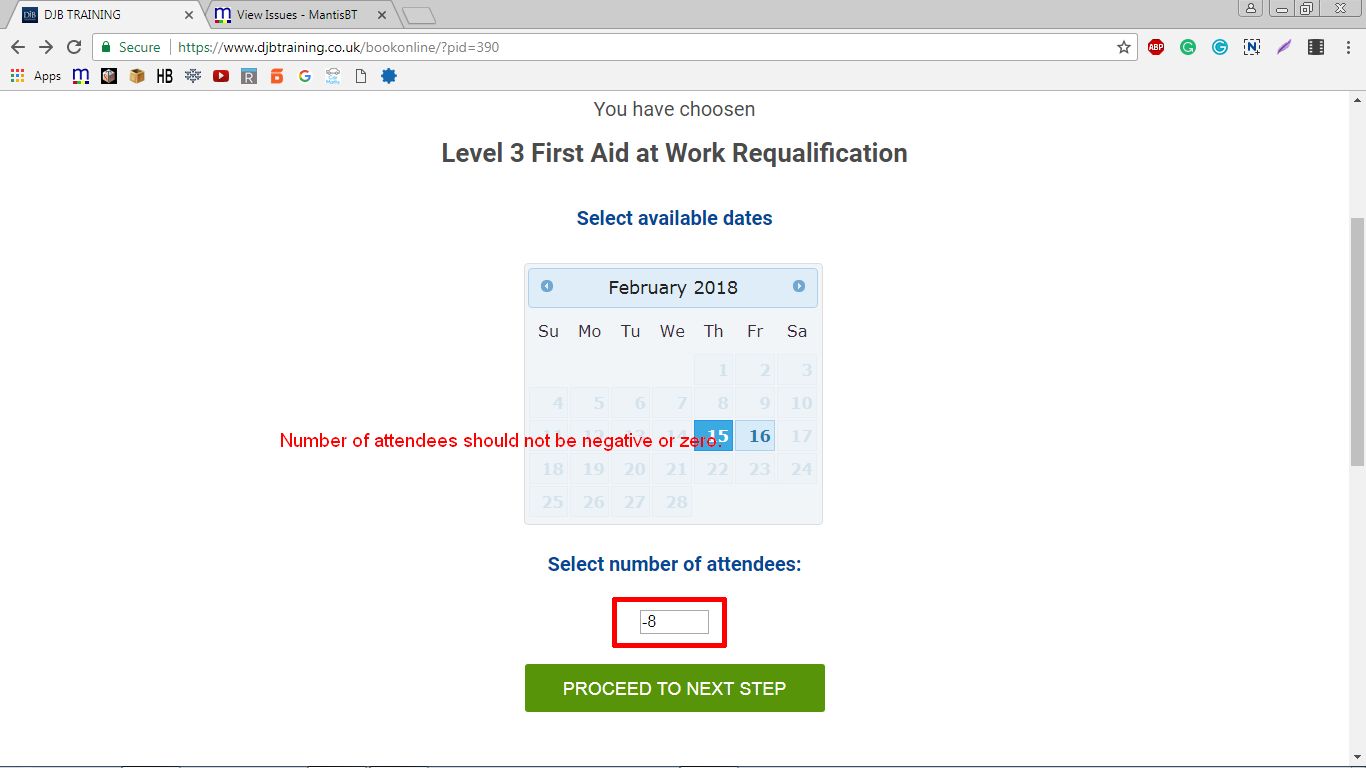 DJB TRAINING
View Issues - MantisBT
Secure https://www.djbtraining.co.uk/bookonline/?pid=390
ABP
Apps HB
You have choosen
Level 3 First Aid at Work Requalification
Select available dates
February 2018
Su Mo Tu We Th Fr Sa
1 2 3
4 5 6 7 8 9 10
15 16 17
Number of attendees should not be negative or zero.
18 19 20 21 22 23 24
25 26 27 28
Select number of attendees:
-8
PROCEED TO NEXT STEP